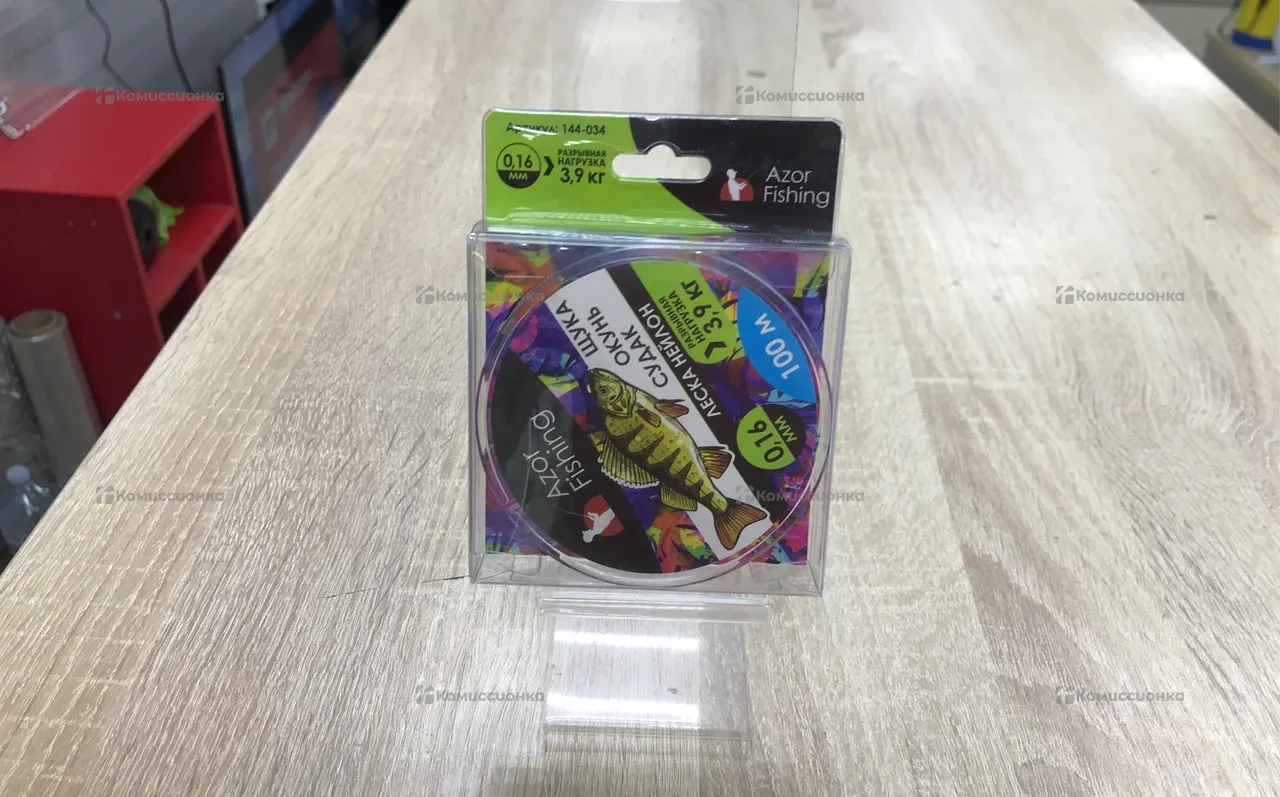 Артикул: 144-034
0,16
мм
РАЗРЫВНАЯ
НАГРУЗКА
3,9 кг
Azor
Fishing
ЩУКА
ОКУНЬ
СУДАК
ЛЕСКА НЕЙЛОН
РАЗРЫВНАЯ
НАГРУЗКА
3,9 КГ
100 М
0,16
ММ
Azor
Fishing
Комиссионка
Комиссионка
Комиссионка
Комиссионка
Комиссионка
Комиссионка
Комиссионка
Комиссионка